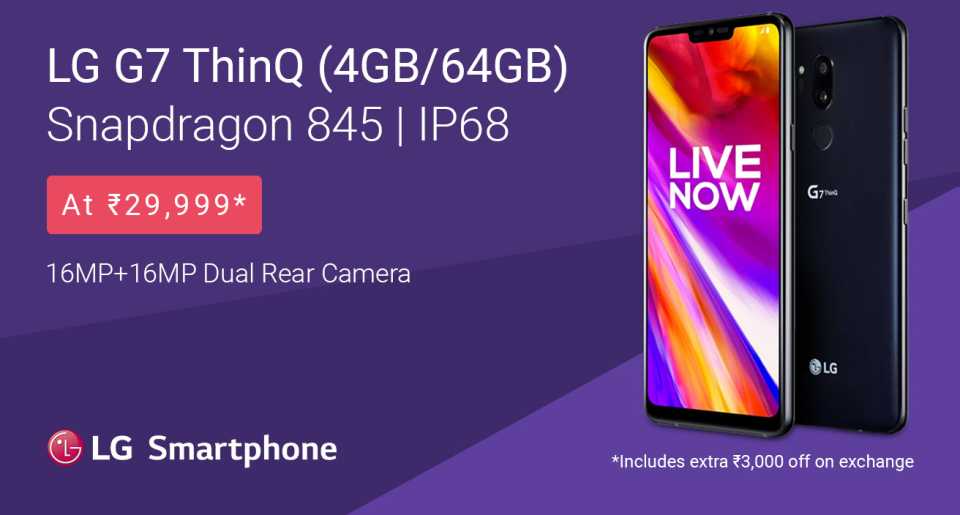 LG G7 ThinQ (4GB/64GB)
Snapdragon 845 | IP68
At ₹29,999*
16MP+16MP Dual Rear Camera
LG Smartphone
LIVE
NOW
G7 ThinQ
LG
*Includes extra ₹3,000 off on exchange